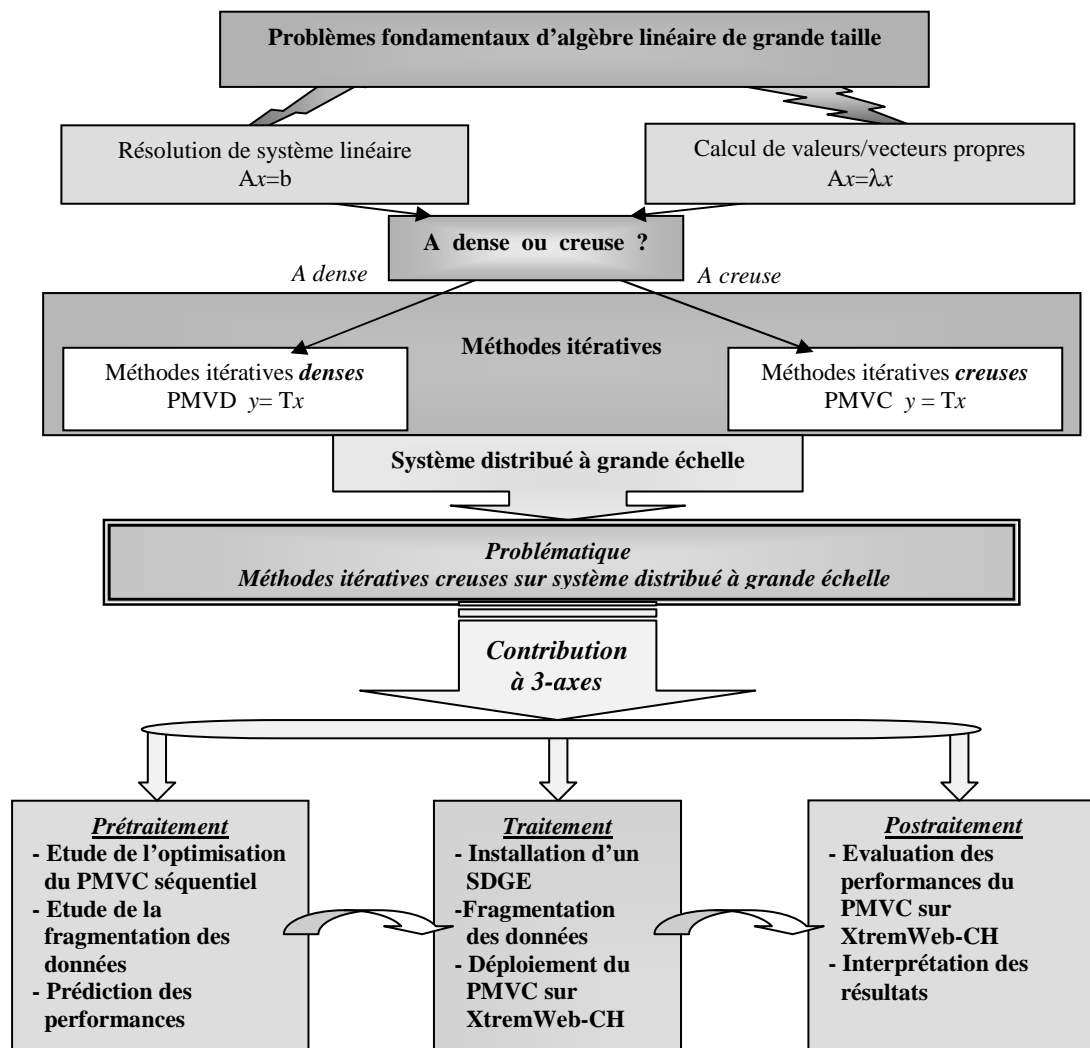 Problèmes fondamentaux d'algèbre linéaire de grande taille
Résolution de système linéaire
Ax=b
Calcul de valeurs/vecteurs propres
Ax=λx
A dense ou creuse ?
A dense
A creuse
Méthodes itératives
Méthodes itératives denses
PMVD y= Tx
Méthodes itératives creuses
PMVC y = Tx
Système distribué à grande échelle
Problématique
Méthodes itératives creuses sur système distribué à grande échelle
Contribution
à 3-axes
Prétraitement
- Etude de l'optimisation
du PMVC séquentiel
- Etude de la
fragmentation des
données
- Prédiction des
performances
Traitement
- Installation d'un
SDGE
-Fragmentation
des données
- Déploiement du
PMVC sur
XtremWeb-CH
Postraitement
- Evaluation des
performances du
PMVC sur
XtremWeb-CH
- Interprétation des
résultats